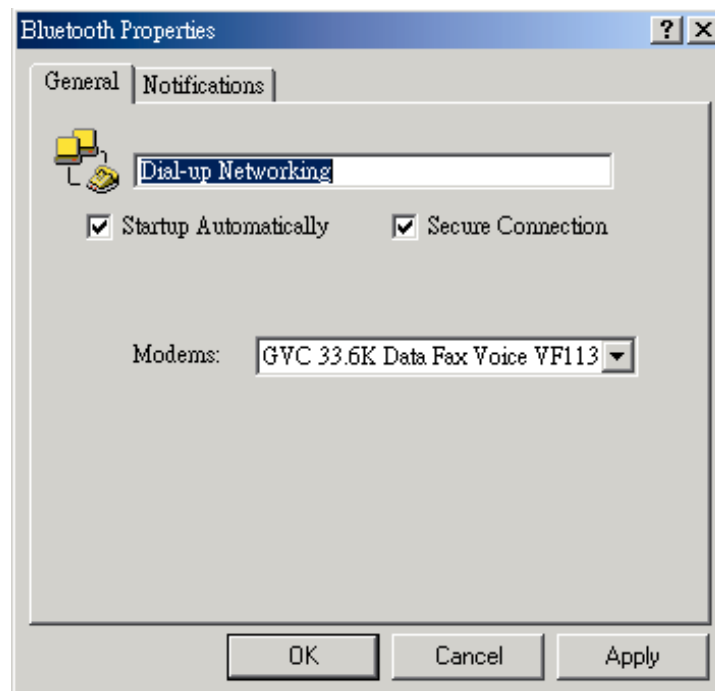 Bluetooth Properties
General Notifications
Dial-up Networking
Startup Automatically Secure Connection
Modems: GVC 33.6K Data Fax Voice VF113
OK Cancel Apply